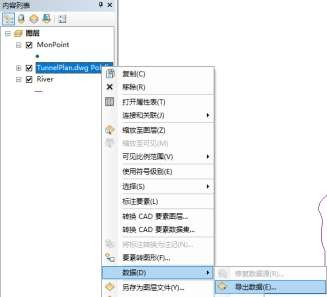 内容列表
图层
MonPoint
TunnelPlan.dwg
River
复制(C)
移除(R)
打开属性表(T)
连接和关联(J)
缩放至图层(Z)
缩放至可见(M)
可见比例范围(V)
使用符号级别(E)
选择(S)
标注要素(L)
转换 CAD 要素图层...
转换 CAD 要素数据集...
将标注转换为注记(N)...
要素转图形(F)...
数据(D)
修复数据源(R)...
另存为图层文件(Y)...
导出数据(E)...